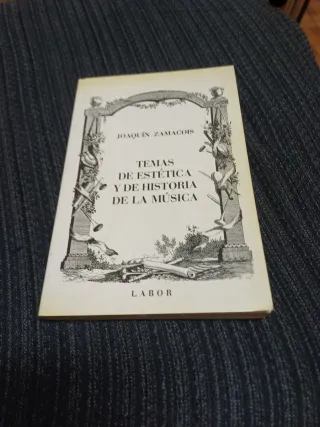 JOAQUÍN ZAMACOIS
TEMAS
DE ESTÉTICA
Y DE HISTORIA
DE LA MÚSICA
LABOR